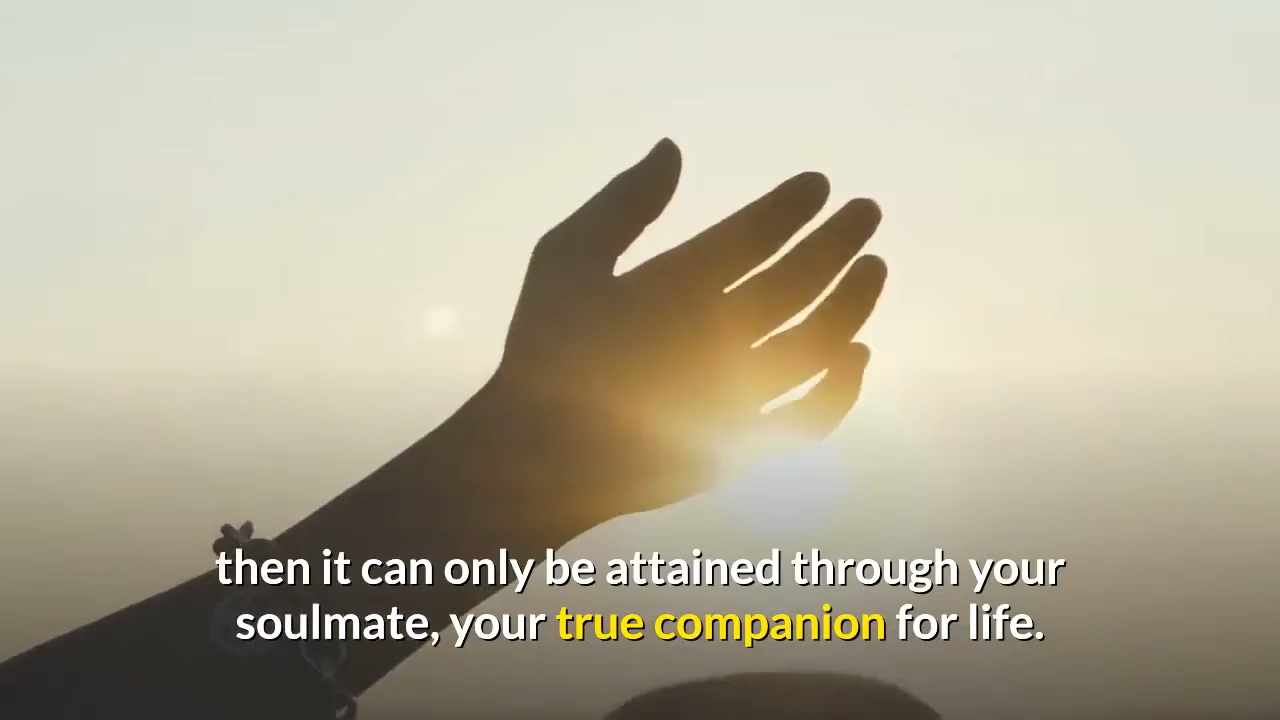 then it can only be attained through your
soulmate, your true companion for life.